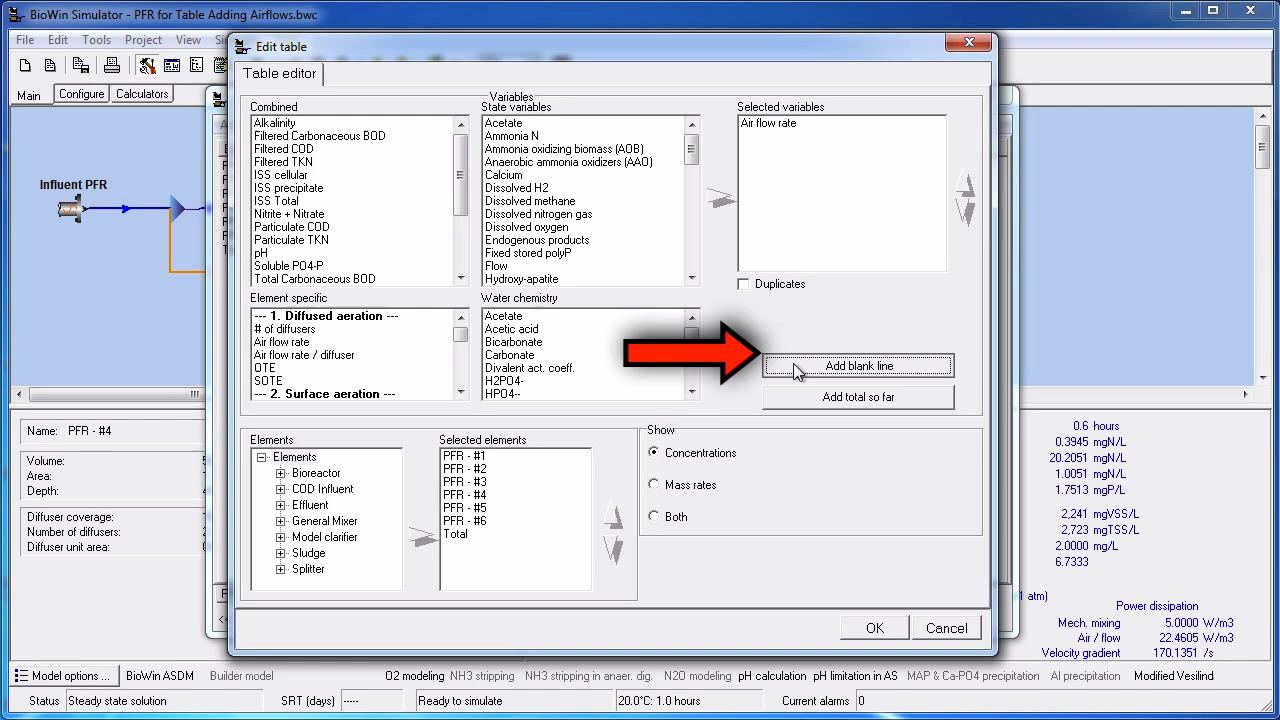 BioWin Simulator - PFR for Table Adding Airflows.bwc
File Edit Tools Project View
Main Configure Calculators
Influent PFR
Edit table
Table editor
Variables
Combined
Alkalinity
Filtered Carbonaceous BOD
Filtered COD
Filtered TKN
ISS cellular
ISS precipitate
ISS Total
Nitrite + Nitrate
Particulate COD
Particulate TKN
pH
Soluble PO4-P
Total Carbonaceous BOD
State variables
Acetate
Ammonia N
Ammonia oxidizing biomass (AOB)
Anaerobic ammonia oxidizers (AAO)
Calcium
Dissolved H2
Dissolved methane
Dissolved nitrogen gas
Dissolved oxygen
Endogenous products
Fixed stored polyP
Flow
Hydroxy-apatite
Selected variables
Air flow rate
Duplicates
Element specific
--- 1. Diffused aeration ---
# of diffusers
Air flow rate
Air flow rate / diffuser
OTE
SOTE
--- 2. Surface aeration ---
Water chemistry
Acetate
Acetic acid
Bicarbonate
Carbonate
Divalent act. coeff.
H2PO4-
HPO4--
Add blank line
Add total so far
Elements
Elements
Bioreactor
COD Influent
Effluent
General Mixer
Model clarifier
Sludge
Splitter
Selected elements
PFR - #1
PFR - #2
PFR - #3
PFR - #4
PFR - #5
PFR - #6
Total
Show
Concentrations
Mass rates
Both
OK Cancel
Name: PFR - #4
Volume:
Area:
Depth:
Diffuser coverage:
Number of diffusers:
Diffuser unit area:
0.6 hours
0.3945 mgN/L
20.2051 mgN/L
1.0051 mgN/L
1.7513 mgP/L
2,241 mgVSS/L
2,723 mgTSS/L
2.0000 mg/L
6.7333
1 atm)
Power dissipation
Mech. mixing 5.0000 W/m3
Air / flow 22.4605 W/m3
Velocity gradient 170.1351 /s
Model options ... BioWin ASDM Builder model O2 modeling NH3 stripping NH3 stripping in anaer. dig. N2O modeling pH calculation pH limitation in AS MAP & Ca-PO4 precipitation Al precipitation Modified Vesilind
Status Steady state solution SRT (days) ----- Ready to simulate 20.0°C: 1.0 hours Current alarms 0